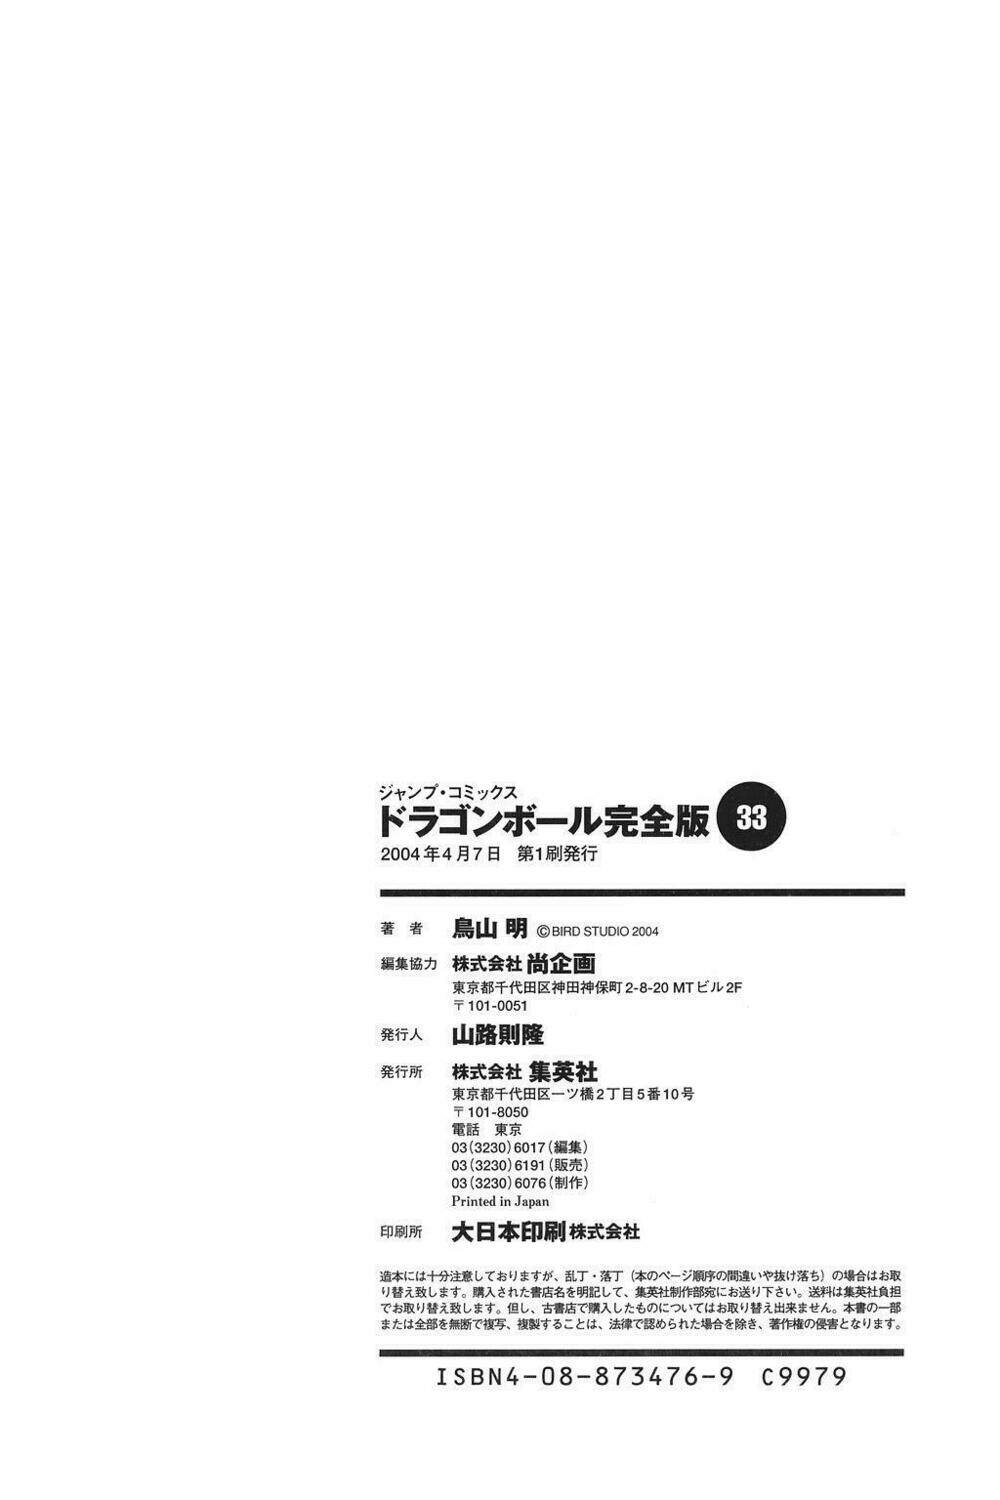 ジャンプ・コミックス
ドラゴンボール完全版 33
2004年4月7日　第1刷発行
著　者　鳥山 明 ©BIRD STUDIO 2004
編集協力　株式会社 尚企画
東京都千代田区神田神保町2-8-20 MTビル2F
〒101-0051
発行人　山路則隆
発行所　株式会社 集英社
東京都千代田区一ツ橋2丁目5番10号
〒101-8050
電話　東京
03(3230)6017(編集)
03(3230)6191(販売)
03(3230)6076(制作)
Printed in Japan
印刷所　大日本印刷株式会社
造本には十分注意しておりますが、乱丁・落丁（本のページ順序の間違いや抜け落ち）の場合はお取
り替え致します。購入された書店名を明記して、集英社制作部宛にお送り下さい。送料は集英社負担
でお取り替え致します。但し、古書店で購入したものについてはお取り替え出来ません。本書の一部
または全部を無断で複写、複製することは、法律で認められた場合を除き、著作権の侵害となります。
ISBN4-08-873476-9 C9979